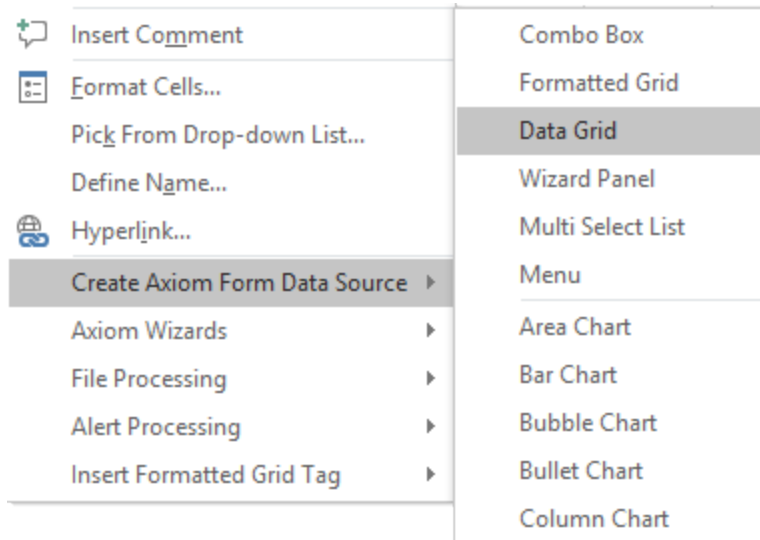 Insert Comment
Format Cells...
Pick From Drop-down List...
Define Name...
Hyperlink...
Create Axiom Form Data Source
Axiom Wizards
File Processing
Alert Processing
Insert Formatted Grid Tag
Combo Box
Formatted Grid
Data Grid
Wizard Panel
Multi Select List
Menu
Area Chart
Bar Chart
Bubble Chart
Bullet Chart
Column Chart